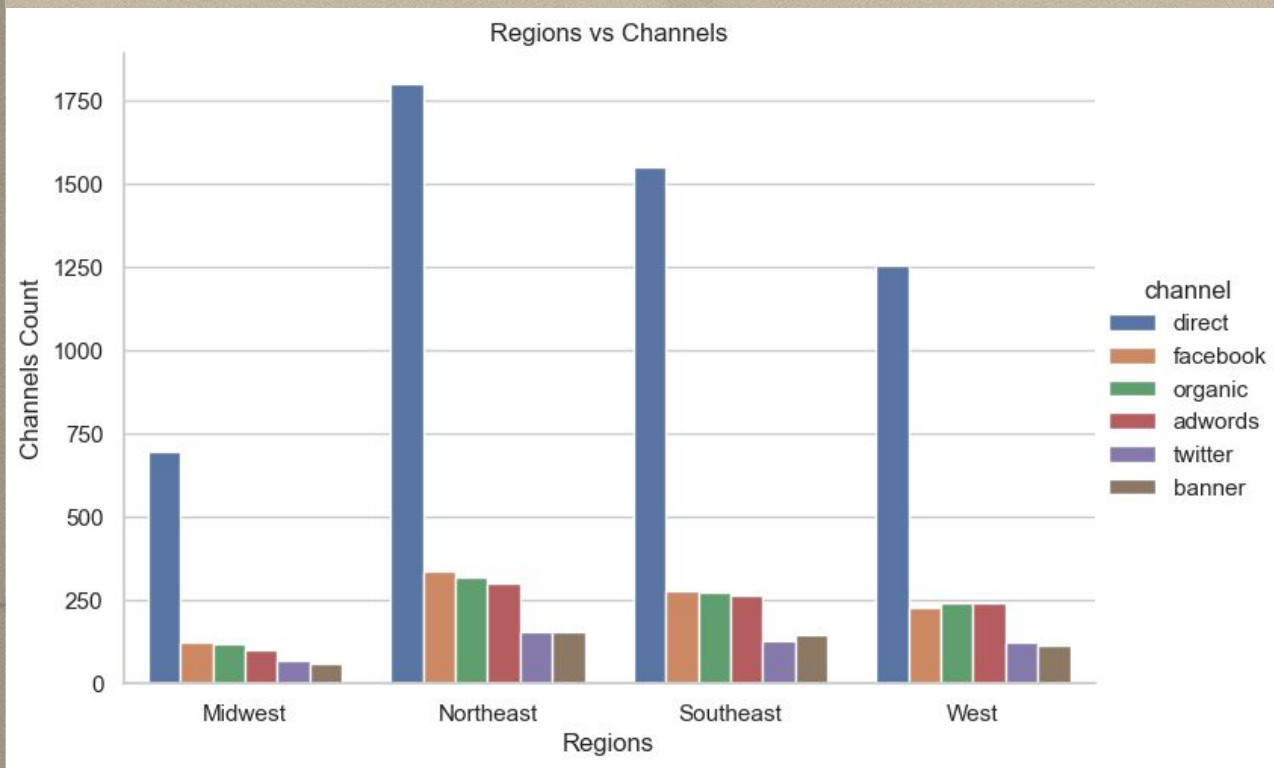 Regions vs Channels
1750
1500
1250
1000
750
500
250
0
Channels Count
Midwest
Northeast
Southeast
West
Regions
channel
direct
facebook
organic
adwords
twitter
banner